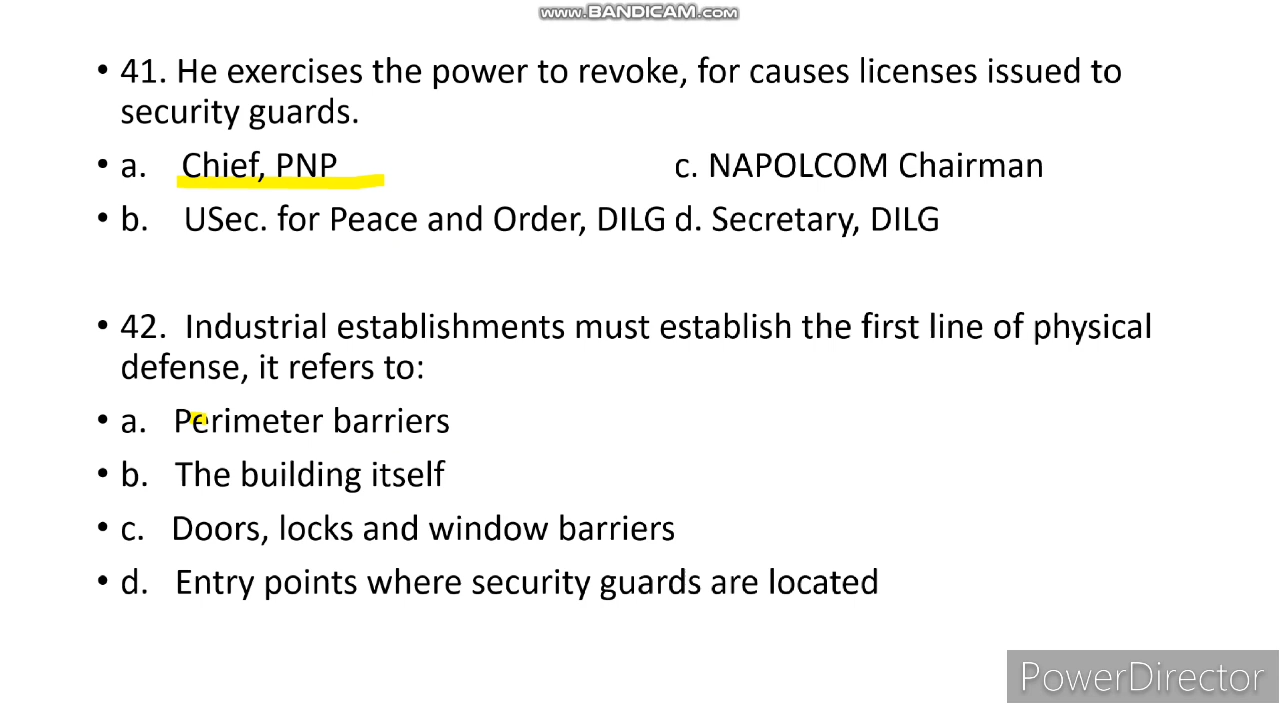 www.BANDICAM.com
• 41. He exercises the power to revoke, for causes licenses issued to
security guards.
• a. Chief, PNP c. NAPOLCOM Chairman
• b. USec. for Peace and Order, DILG d. Secretary, DILG
• 42. Industrial establishments must establish the first line of physical
defense, it refers to:
• a. Perimeter barriers
• b. The building itself
• c. Doors, locks and window barriers
• d. Entry points where security guards are located
PowerDirector